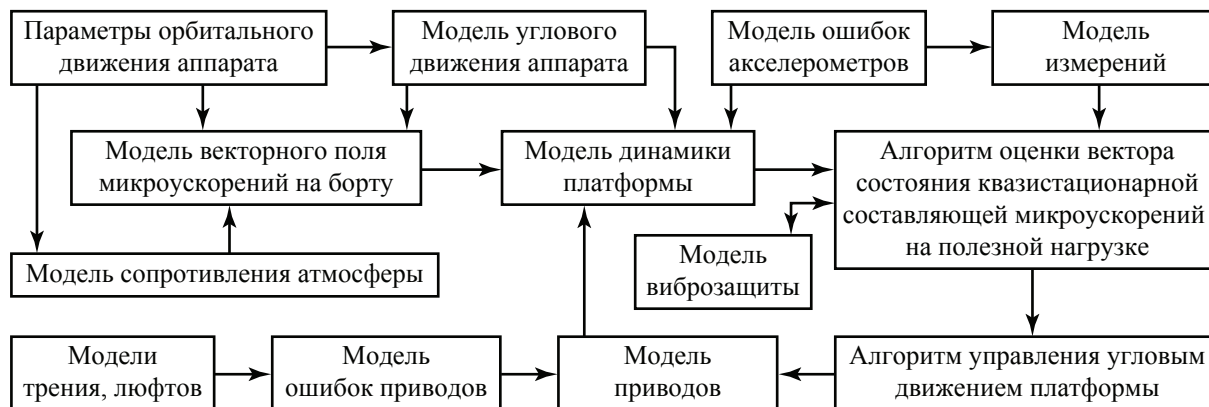 Параметры орбитального
движения аппарата
Модель углового
движения аппарата
Модель ошибок
акселерометров
Модель
измерений
Модель векторного поля
микроускорений на борту
Модель динамики
платформы
Алгоритм оценки вектора
состояния квазистационарной
составляющей микроускорений
на полезной нагрузке
Модель сопротивления атмосферы
Модель
виброзащиты
Модели
трения, люфтов
Модель
ошибок приводов
Модель
приводов
Алгоритм управления угловым
движением платформы